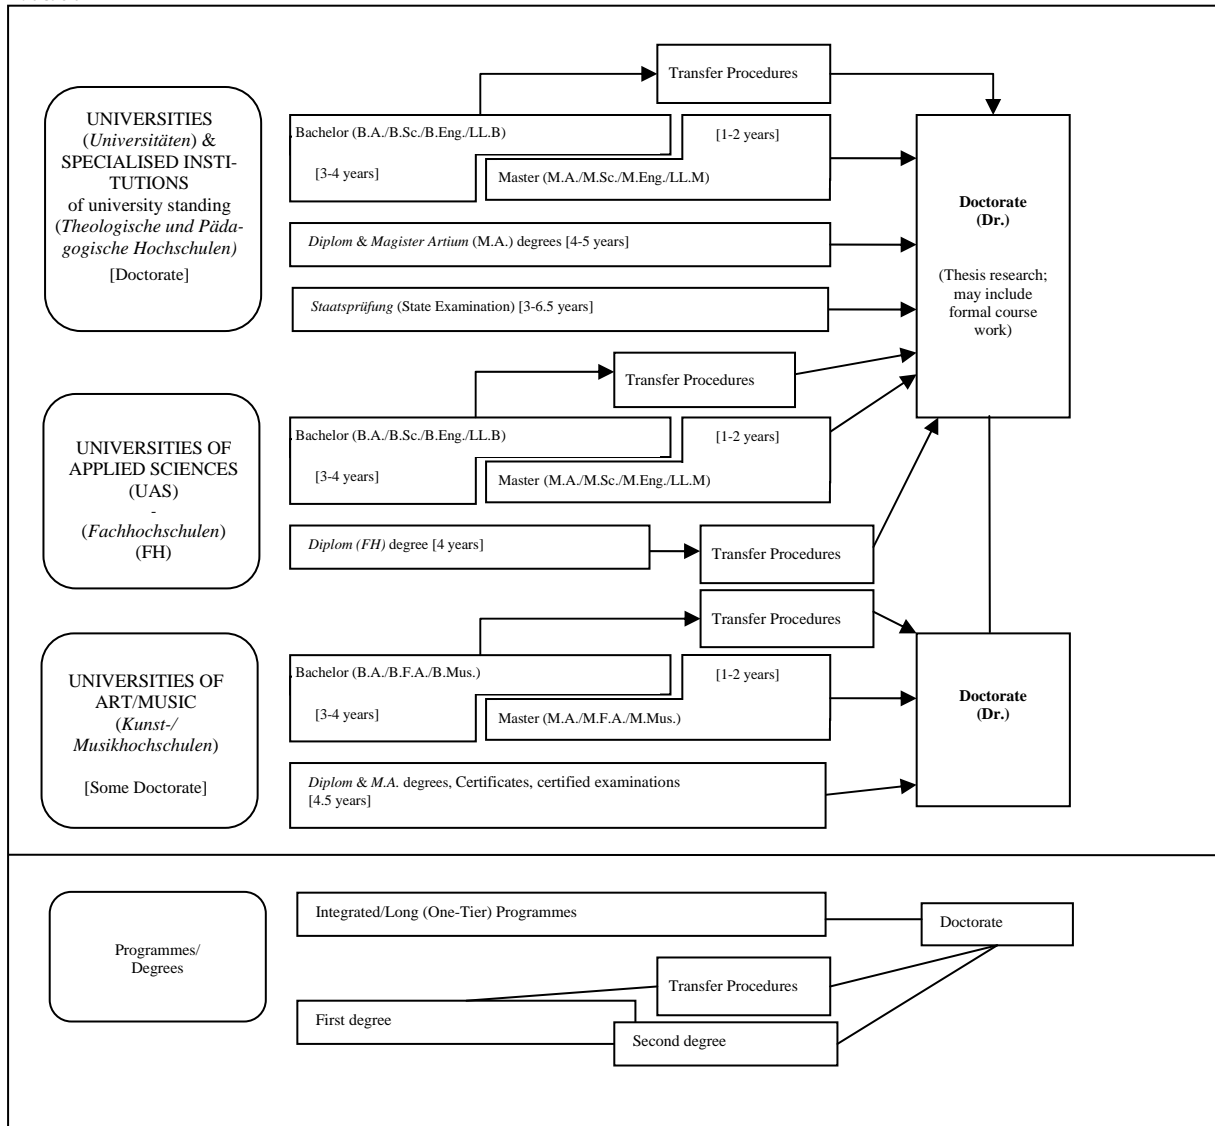 Transfer Procedures
UNIVERSITIES
(Universitäten) &
SPECIALISED INSTI-
TUTIONS
of university standing
(Theologische und Päda-
gogische Hochschulen)
[Doctorate]
Bachelor (B.A./B.Sc./B.Eng./LL.B)
[3-4 years]
[1-2 years]
Master (M.A./M.Sc./M.Eng./LL.M)
Diplom & Magister Artium (M.A.) degrees [4-5 years]
Staatsprüfung (State Examination) [3-6.5 years]
Doctorate
(Dr.)
(Thesis research;
may include
formal course
work)
Transfer Procedures
UNIVERSITIES OF
APPLIED SCIENCES
(UAS)
-
(Fachhochschulen)
(FH)
Bachelor (B.A./B.Sc./B.Eng./LL.B)
[3-4 years]
[1-2 years]
Master (M.A./M.Sc./M.Eng./LL.M)
Diplom (FH) degree [4 years]
Transfer Procedures
Transfer Procedures
UNIVERSITIES OF
ART/MUSIC
(Kunst-/
Musikhochschulen)
[Some Doctorate]
Bachelor (B.A./B.F.A./B.Mus.)
[3-4 years]
[1-2 years]
Master (M.A./M.F.A./M.Mus.)
Diplom & M.A. degrees, Certificates, certified examinations
[4.5 years]
Doctorate
(Dr.)
Programmes/
Degrees
Integrated/Long (One-Tier) Programmes
Doctorate
Transfer Procedures
First degree
Second degree